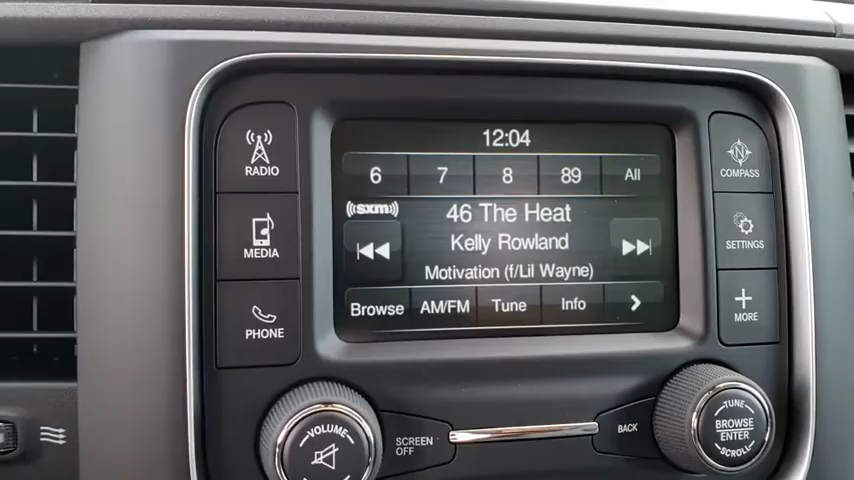 12:04
RADIO
6 7 8 89 All
COMPASS
((sxm))
46 The Heat
Kelly Rowland
Motivation (f/Lil Wayne)
MEDIA
SETTINGS
Browse AM/FM Tune Info >
PHONE
MORE
VOLUME
SCREEN
OFF
BACK
TUNE
BROWSE
ENTER
SCROLL